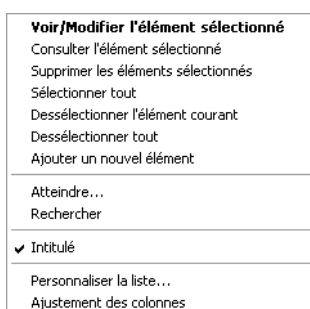 Voir/Modifier l'élément sélectionné
Consulter l'élément sélectionné
Supprimer les éléments sélectionnés
Sélectionner tout
Dessélectionner l'élément courant
Dessélectionner tout
Ajouter un nouvel élément
Atteindre...
Rechercher
Intitulé
Personnaliser la liste...
Ajustement des colonnes